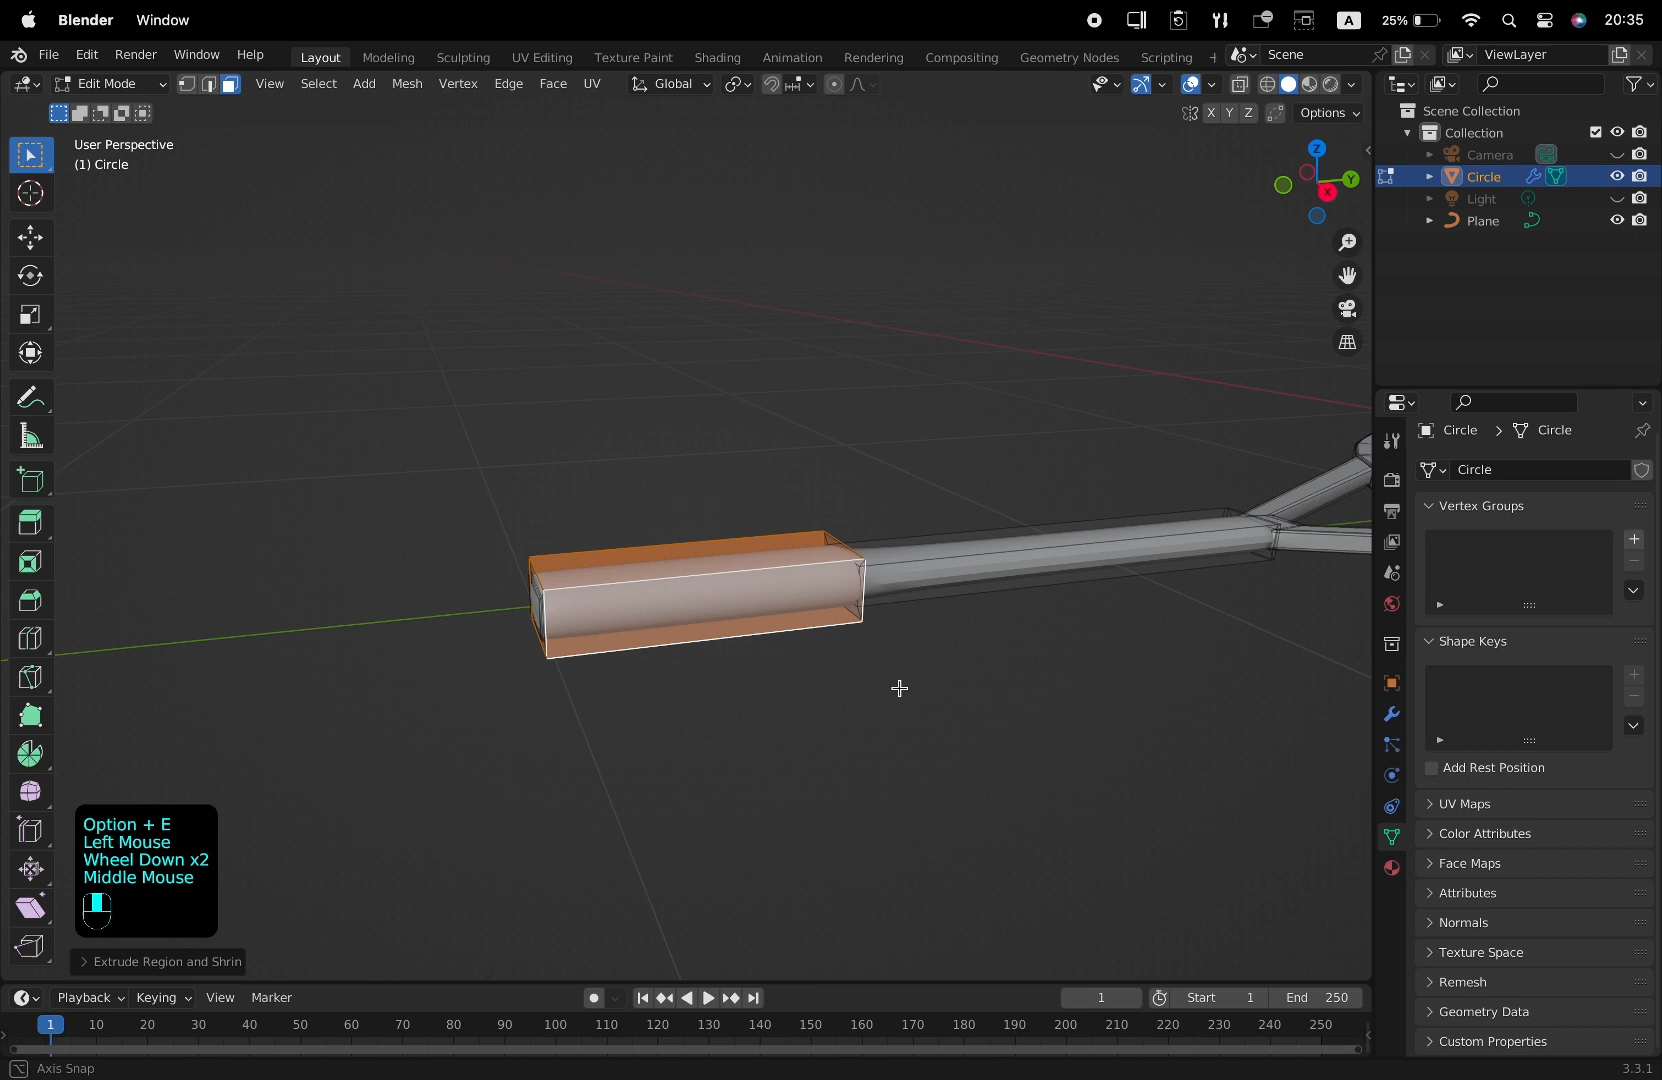 Blender Window
A 25% 20:35
File Edit Render Window Help Layout Modeling Sculpting UV Editing Texture Paint Shading Animation Rendering Compositing Geometry Nodes Scripting + Scene ViewLayer
Edit Mode View Select Add Mesh Vertex Edge Face UV Global
X Y Z Options
User Perspective
(1) Circle
Z
Y
X
Scene Collection
Collection
Camera
Circle
Light
Plane
Circle > Circle
Circle
Vertex Groups
Shape Keys
Add Rest Position
UV Maps
Color Attributes
Face Maps
Attributes
Normals
Texture Space
Remesh
Geometry Data
Custom Properties
Option + E
Left Mouse
Wheel Down x2
Middle Mouse
> Extrude Region and Shrin
Playback Keying View Marker 1 Start 1 End 250
1 10 20 30 40 50 60 70 80 90 100 110 120 130 140 150 160 170 180 190 200 210 220 230 240 250
Axis Snap 3.3.1